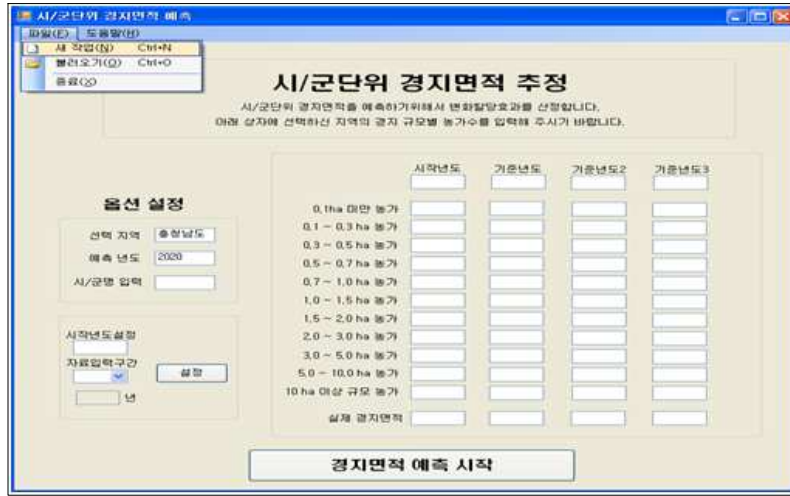 시/군단위 경지면적 예측
파일(F) 도움말(H)
새 작업(N) Ctrl+N
불러오기(O) Ctrl+O
종료(X)
시/군단위 경지면적 추정
시/군단위 경지면적을 예측하기위해서 변화할당효과를 산정합니다.
아래 상자에 선택하신 지역의 경지 규모별 농가수를 입력해 주시기 바랍니다.
시작년도 기준년도 기준년도2 기준년도3
옵션 설정
선택 지역 충청남도
예측 년도 2020
시/군명 입력
시작년도설정
자료입력구간
설정
년
0,1ha 미만 농가
0,1 ~ 0,3 ha 농가
0,3 ~ 0,5 ha 농가
0,5 ~ 0,7 ha 농가
0,7 ~ 1,0 ha 농가
1,0 ~ 1,5 ha 농가
1,5 ~ 2,0 ha 농가
2,0 ~ 3,0 ha 농가
3,0 ~ 5,0 ha 농가
5,0 ~ 10,0 ha 농가
10 ha 이상 규모 농가
실제 경지면적
경지면적 예측 시작